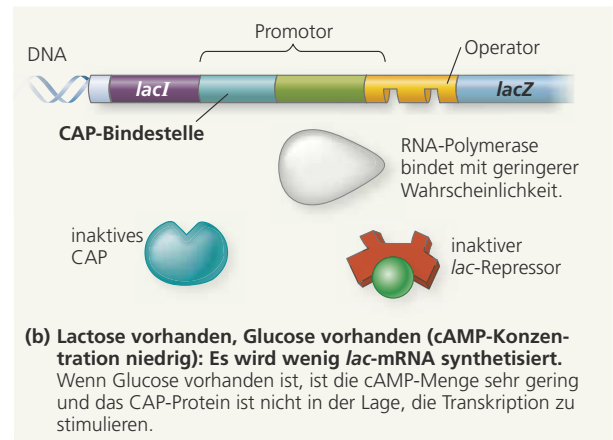 Promotor
DNA
Operator
lacI
lacZ
CAP-Bindestelle
RNA-Polymerase
bindet mit geringerer
Wahrscheinlichkeit.
inaktives
CAP
inaktiver
lac-Repressor
(b) Lactose vorhanden, Glucose vorhanden (cAMP-Konzen-
tration niedrig): Es wird wenig lac-mRNA synthetisiert.
Wenn Glucose vorhanden ist, ist die cAMP-Menge sehr gering
und das CAP-Protein ist nicht in der Lage, die Transkription zu
stimulieren.